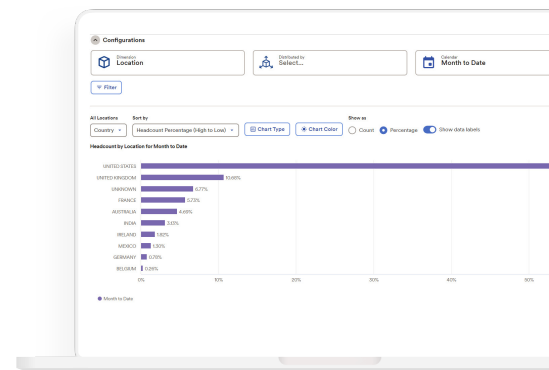 Configurations
Dimension
Location
Distributed by
Select...
Calendar
Month to Date
Filter
All Locations
Sort by
Show as
Country
Headcount Percentage (High to Low)
Chart Type
Chart Color
Count
Percentage
Show data labels
Headcount by Location for Month to Date
UNITED STATES
UNITED KINGDOM 10.68%
UNKNOWN 6.77%
FRANCE 5.73%
AUSTRALIA 4.69%
INDIA 3.13%
IRELAND 1.82%
MEXICO 1.30%
GERMANY 0.78%
BELGIUM 0.26%
0% 10% 20% 30% 40% 50%
Month to Date